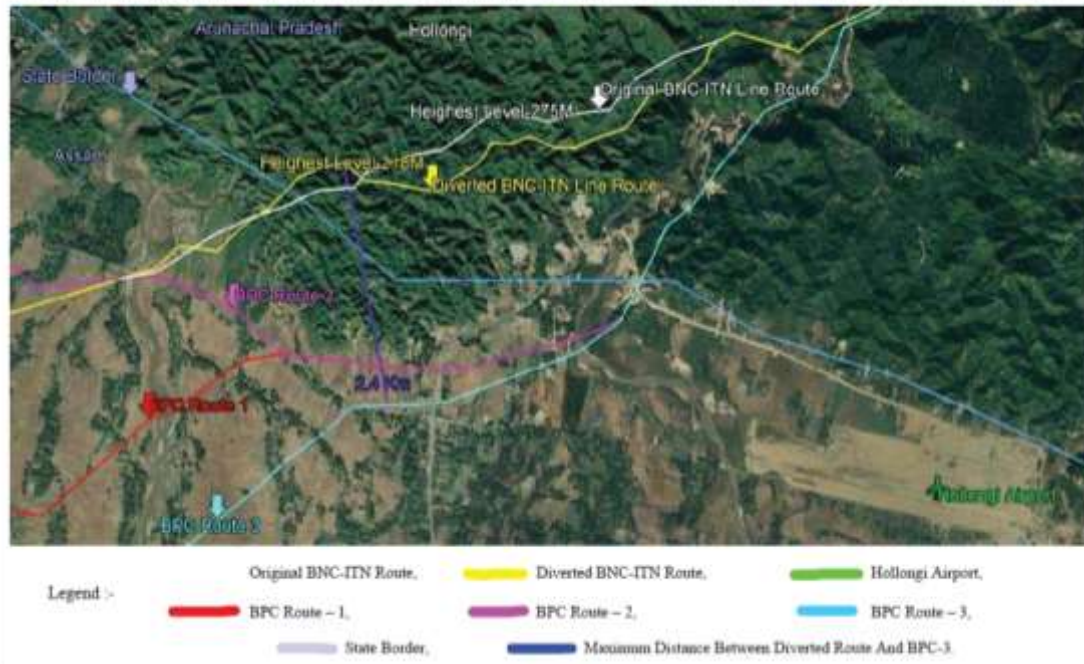 Arunachal Pradesh
Hollongi
State Border
Original BNC-ITN Line Route
Heighest Level-275M
Assam
Heighest Level-218M
Diverted BNC-ITN Line Route
BPC Route-2
BPC Route 1
BPC Route 3
Hollongi Airport
Legend :-
Original BNC-ITN Route,
Diverted BNC-ITN Route,
Hollongi Airport,
BPC Route – 1,
BPC Route – 2,
BPC Route – 3,
State Border,
Maximum Distance Between Diverted Route And BPC-3.